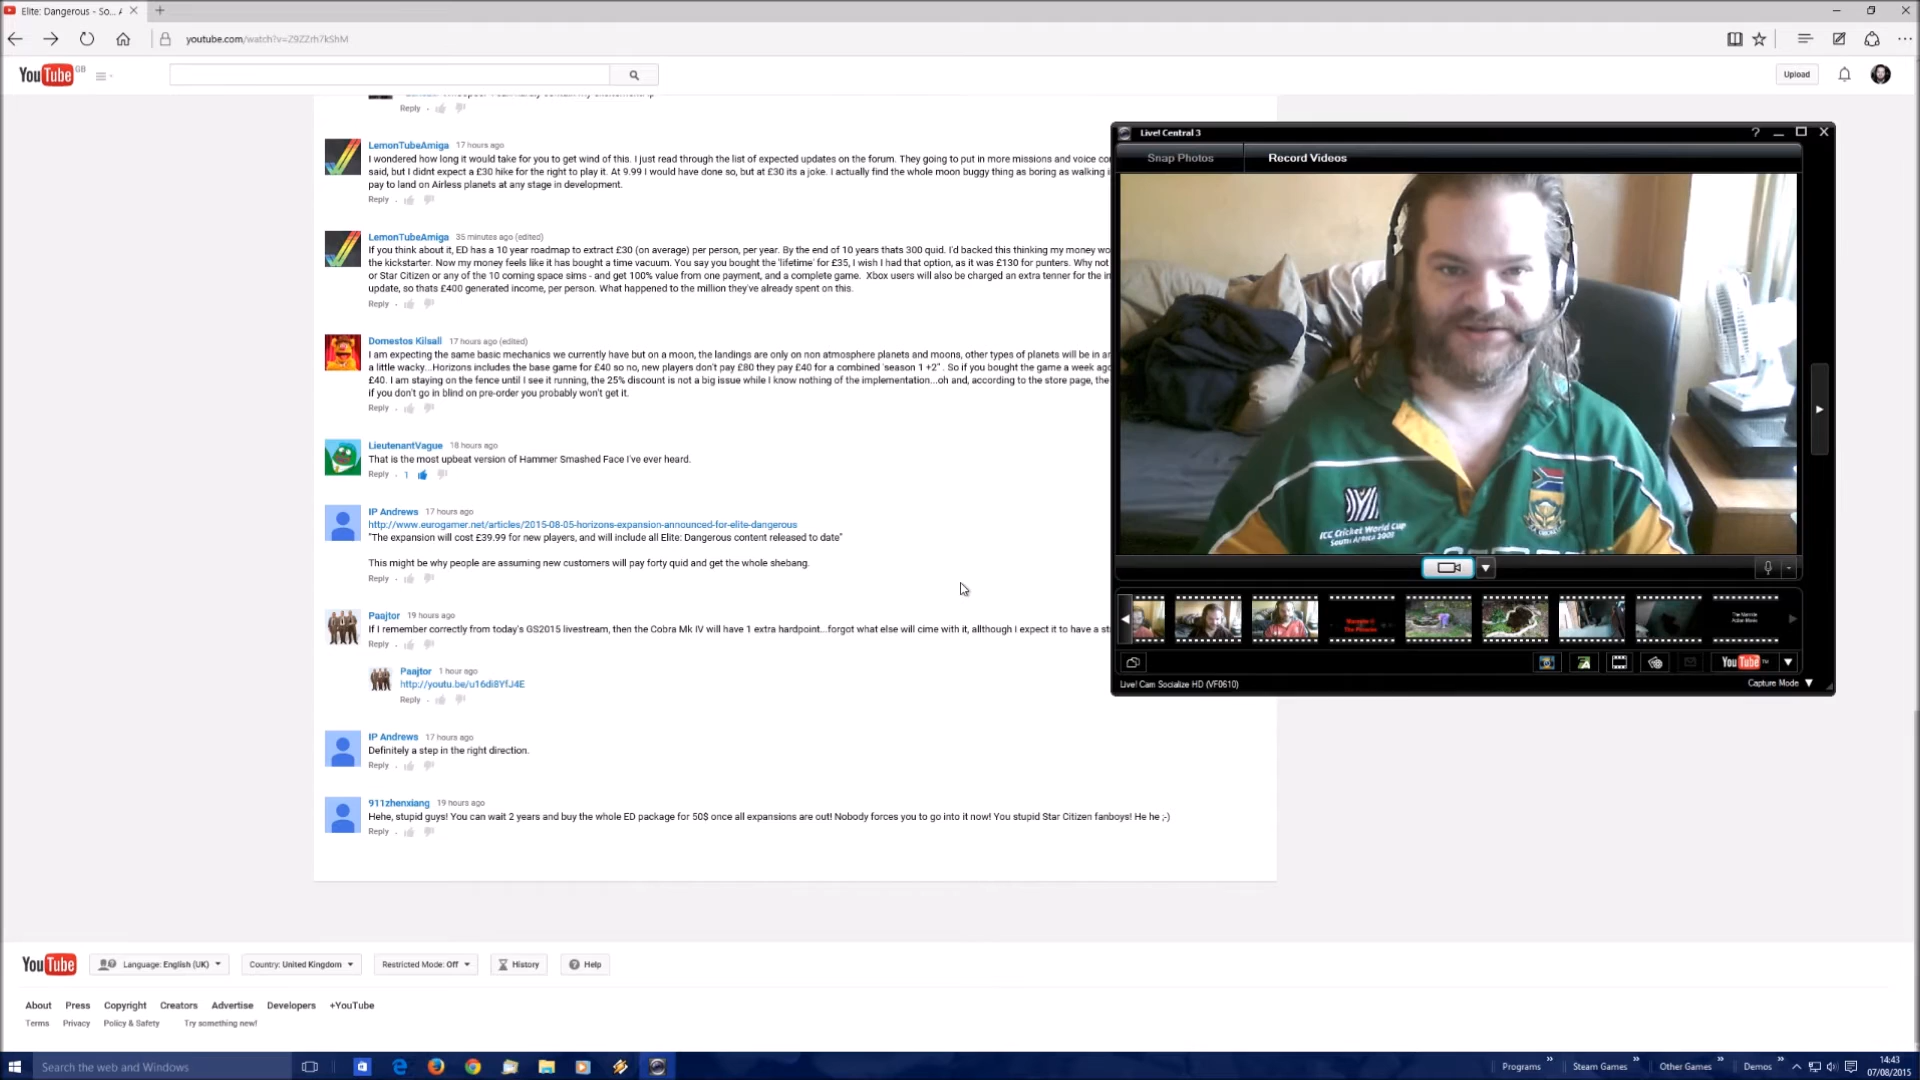 Elite: Dangerous - So... /
youtube.com/watch?v=Z9ZZrh7kShM
YouTube GB
Upload
Reply
LemonTubeAmiga 17 hours ago
I wondered how long it would take for you to get wind of this. I just read through the list of expected updates on the forum. They going to put in more missions and voice co
said, but I didnt expect a £30 hike for the right to play it. At 9.99 I would have done so, but at £30 its a joke. I actually find the whole moon buggy thing as boring as walking i
pay to land on Airless planets at any stage in development.
Reply
LemonTubeAmiga 35 minutes ago (edited)
If you think about it, ED has a 10 year roadmap to extract £30 (on average) per person, per year. By the end of 10 years thats 300 quid. I'd backed this thinking my money wo
the kickstarter. Now my money feels like it has bought a time vacuum. You say you bought the 'lifetime' for £35, I wish I had that option, as it was £130 for punters. Why not
or Star Citizen or any of the 10 coming space sims - and get 100% value from one payment, and a complete game. Xbox users will also be charged an extra tenner for the in
update, so thats £400 generated income, per person. What happened to the million they've already spent on this.
Reply
Domestos Kilsall 17 hours ago (edited)
I am expecting the same basic mechanics we currently have but on a moon, the landings are only on non atmosphere planets and moons, other types of planets will be in ar
a little wacky...Horizons includes the base game for £40 so no, new players don't pay £80 they pay £40 for a combined 'season 1 +2" . So if you bought the game a week ago
£40. I am staying on the fence until I see it running, the 25% discount is not a big issue while I know nothing of the implementation...oh and, according to the store page, the
if you don't go in blind on pre-order you probably won't get it.
Reply
LieutenantVague 18 hours ago
That is the most upbeat version of Hammer Smashed Face I've ever heard.
Reply 1
IP Andrews 17 hours ago
http://www.eurogamer.net/articles/2015-08-05-horizons-expansion-announced-for-elite-dangerous
"The expansion will cost £39.99 for new players, and will include all Elite: Dangerous content released to date"
This might be why people are assuming new customers will pay forty quid and get the whole shebang.
Reply
Paajtor 19 hours ago
If I remember correctly from today's GS2015 livestream, then the Cobra Mk IV will have 1 extra hardpoint...forgot what else will cime with it, allthough I expect it to have a sti
Reply
Paajtor 1 hour ago
http://youtu.be/u16di8YfJ4E
Reply
IP Andrews 17 hours ago
Definitely a step in the right direction.
Reply
911zhenxiang 19 hours ago
Hehe, stupid guys! You can wait 2 years and buy the whole ED package for 50$ once all expansions are out! Nobody forces you to go into it now! You stupid Star Citizen fanboys! He he ;-)
Reply
Live! Central 3
Snap Photos Record Videos
ICC Cricket World Cup
South Africa 2003
YouTube
Live! Cam Socialize HD (VF0610) Capture Mode
YouTube Language: English (UK) Country: United Kingdom Restricted Mode: Off History Help
About Press Copyright Creators Advertise Developers +YouTube
Terms Privacy Policy & Safety Try something new!
Search the web and Windows
Programs Steam Games Other Games Demos
14:43
07/08/2015